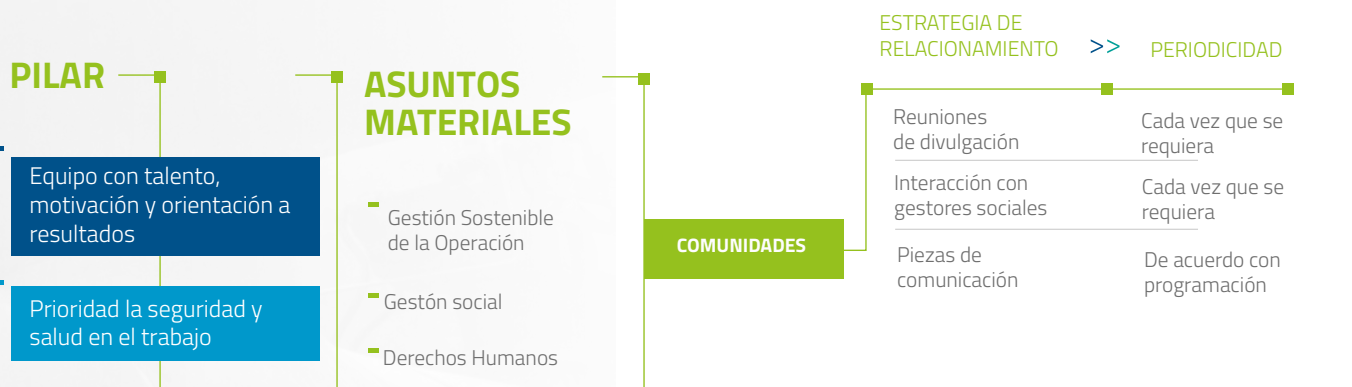 PILAR
Equipo con talento,
motivación y orientación a
resultados
Prioridad la seguridad y
salud en el trabajo
ASUNTOS
MATERIALES
Gestión Sostenible
de la Operación
Gestón social
Derechos Humanos
COMUNIDADES
ESTRATEGIA DE
RELACIONAMIENTO >> PERIODICIDAD
Reuniones
de divulgación
Cada vez que se
requiera
Interacción con
gestores sociales
Cada vez que se
requiera
Piezas de
comunicación
De acuerdo con
programación